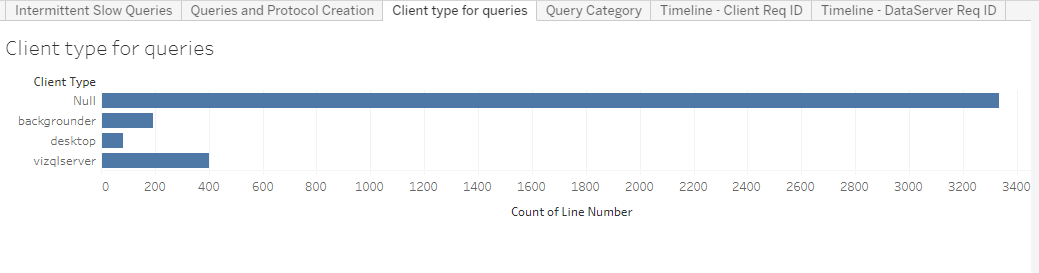 Intermittent Slow Queries Queries and Protocol Creation Client type for queries Query Category Timeline - Client Req ID Timeline - DataServer Req ID
Client type for queries
Client Type
Null
backgrounder
desktop
vizqlserver
0 200 400 600 800 1000 1200 1400 1600 1800 2000 2200 2400 2600 2800 3000 3200 3400
Count of Line Number